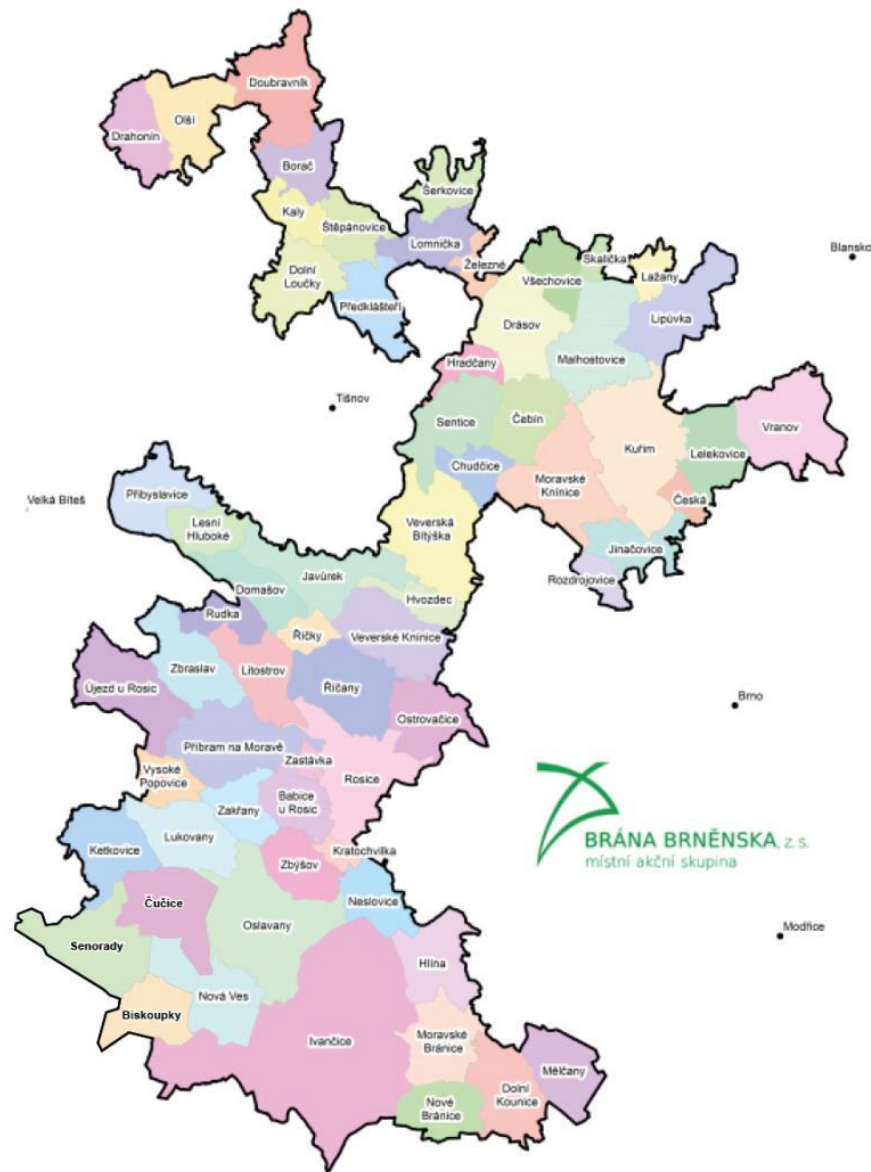 Doubravník
Olší
Drahonín
Borač
Šerkovice
Kaly
Štěpánovice
Lomnička
Železné
Dolní
Loučky
Předklášteří
Všechovice
Skalička
Lažany
Blansko
Lipůvka
Drásov
Malhostovice
Hradčany
Tišnov
Sentice
Čebín
Kuřim
Vranov
Lelekovice
Chudčice
Moravské
Knínice
Česká
Velká Bíteš
Přibyslavice
Lesní
Hluboké
Veverská
Bítýška
Jinačovice
Rozdrojovice
Javůrek
Domašov
Hvozdec
Rudka
Říčky
Veverské Knínice
Zbraslav
Litostrov
Újezd u Rosic
Říčany
Ostrovačice
Brno
Příbram na Moravě
Zastávka
Vysoké
Popovice
Rosice
Babice
u Rosic
Zakřany
Lukovany
Ketkovice
Zbýšov
Kratochvilka
BRÁNA BRNĚNSKA, z. s.
místní akční skupina
Čučice
Neslovice
Oslavany
Senorady
Modřice
Hlína
Nová Ves
Biskoupky
Ivančice
Moravské
Bránice
Mělčany
Dolní
Kounice
Nové
Bránice